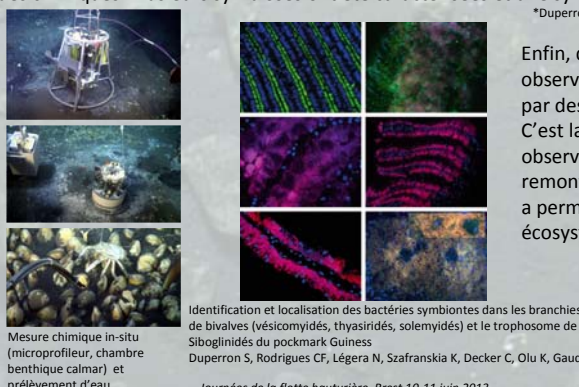 *Duperro
Enfin, d
observ
par des
C'est la
observ
remon
a perm
écosys
Mesure chimique in-situ
(microprofileur, chambre
benthique calmar) et
prélèvement d'eau
Identification et localisation des bactéries symbiontes dans les branchies
de bivalves (vésicomyidés, thyasiridés, solemyidés) et le trophosome de
Siboglinidés du pockmark Guiness
Duperron S, Rodrigues CF, Légera N, Szafranskia K, Decker C, Olu K, Gaud
Journées de la flotte hauturière, Brest 10-11 juin 2013